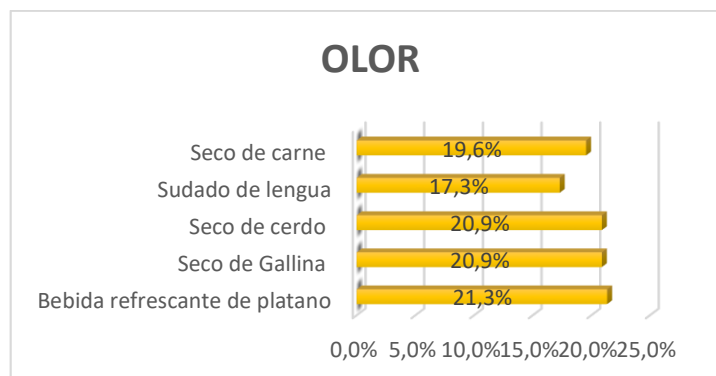 OLOR
Seco de carne 19,6%
Sudado de lengua 17,3%
Seco de cerdo 20,9%
Seco de Gallina 20,9%
Bebida refrescante de platano 21,3%
0,0% 5,0% 10,0% 15,0% 20,0% 25,0%